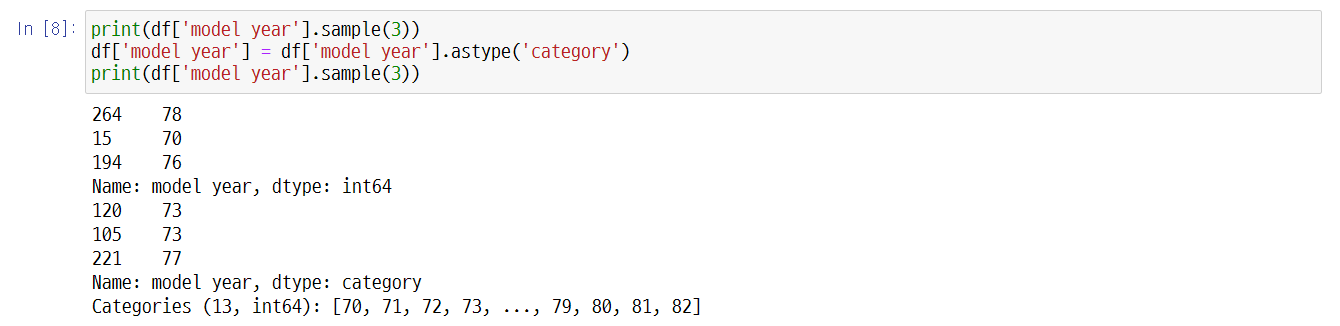 In [8]: print(df['model year'].sample(3))
df['model year'] = df['model year'].astype('category')
print(df['model year'].sample(3))
264    78
15     70
194    76
Name: model year, dtype: int64
120    73
105    73
221    77
Name: model year, dtype: category
Categories (13, int64): [70, 71, 72, 73, ..., 79, 80, 81, 82]